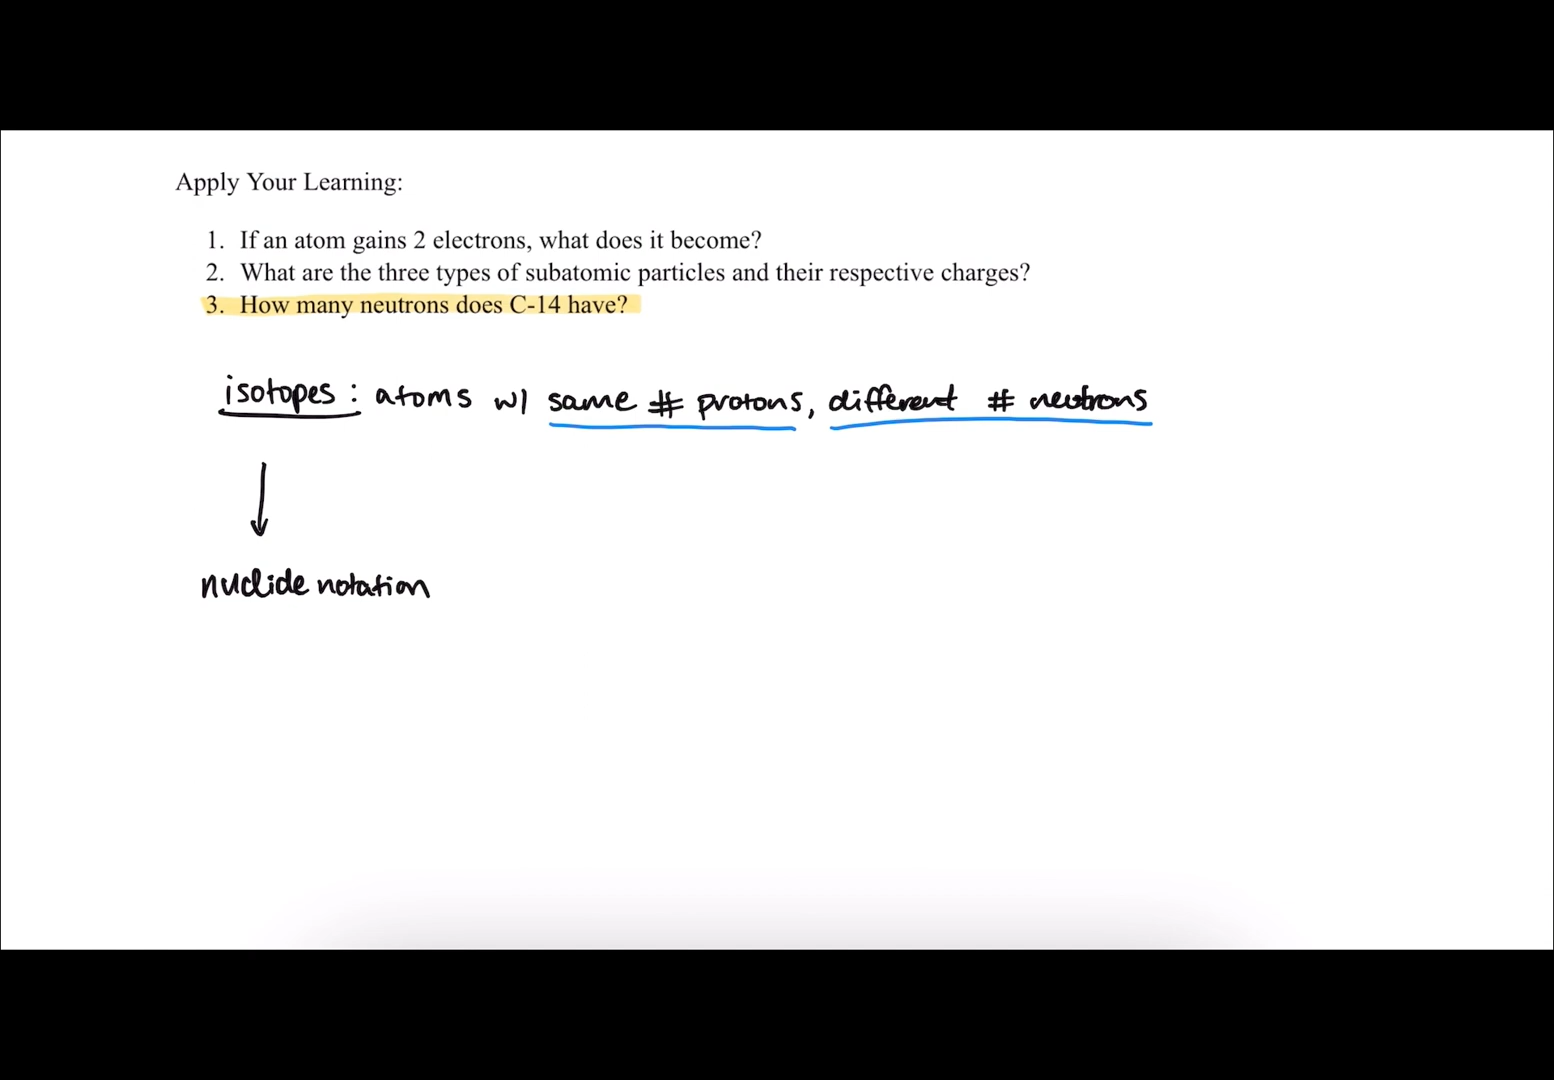 Apply Your Learning:
1. If an atom gains 2 electrons, what does it become?
2. What are the three types of subatomic particles and their respective charges?
3. How many neutrons does C-14 have?
isotopes: atoms w/ same # protons, different # neutrons
nuclide notation